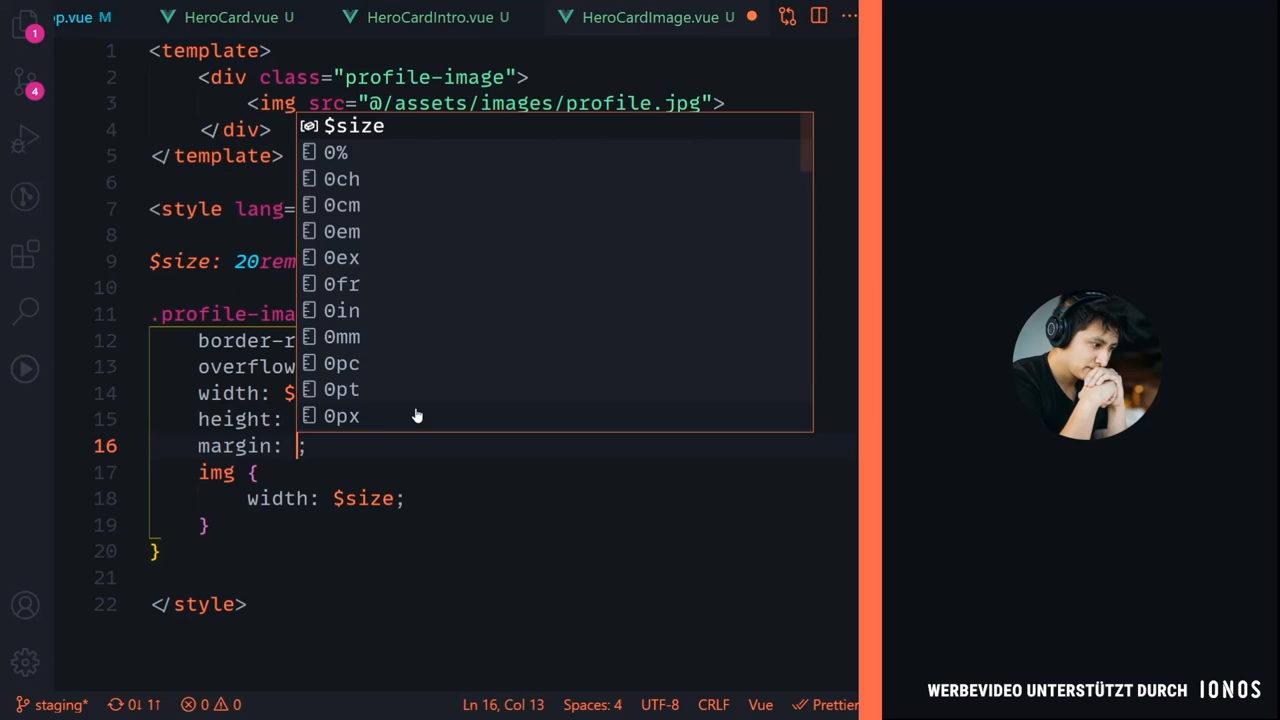 pp.vue M HeroCard.vue U HeroCardIntro.vue U HeroCardImage.vue U
1
4
1 <template>
2 <div class="profile-image">
3 <img src="@/assets/images/profile.jpg">
4 </div>
5 </template>
6
7 <style lang=
8
9 $size: 20rem
10
11 .profile-ima
12 border-r
13 overflow
14 width: $
15 height:
16 margin: ;
17 img {
18 width: $size;
19 }
20 }
21
22 </style>
$size
0%
0ch
0cm
0em
0ex
0fr
0in
0mm
0pc
0pt
0px
staging* 0↓ 1↑ 0 0 Ln 16, Col 13 Spaces: 4 UTF-8 CRLF Vue Prettier
WERBEVIDEO UNTERSTÜTZT DURCH IONOS